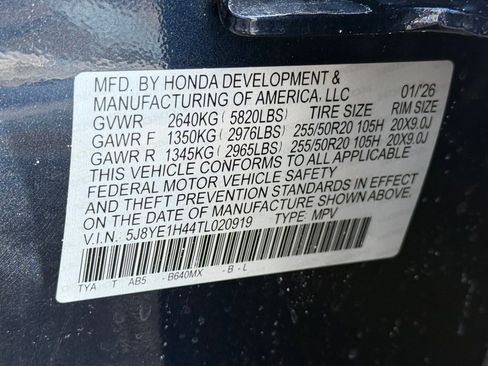 MFD. BY HONDA DEVELOPMENT &
MANUFACTURING OF AMERICA, LLC 01/26
GVWR 2640KG (5820LBS) TIRE SIZE RIM SIZE
GAWR F 1350KG (2976LBS) 255/50R20 105H 20X9.0J
GAWR R 1345KG (2965LBS) 255/50R20 105H 20X9.0J
THIS VEHICLE CONFORMS TO ALL APPLICABLE
FEDERAL MOTOR VEHICLE SAFETY
AND THEFT PREVENTION STANDARDS IN EFFECT
ON THE DATE OF MANUFACTURE SHOWN ABOVE.
V.I.N.: 5J8YE1H44TL020919 TYPE: MPV
TYA T AB5 - B640MX - B - L